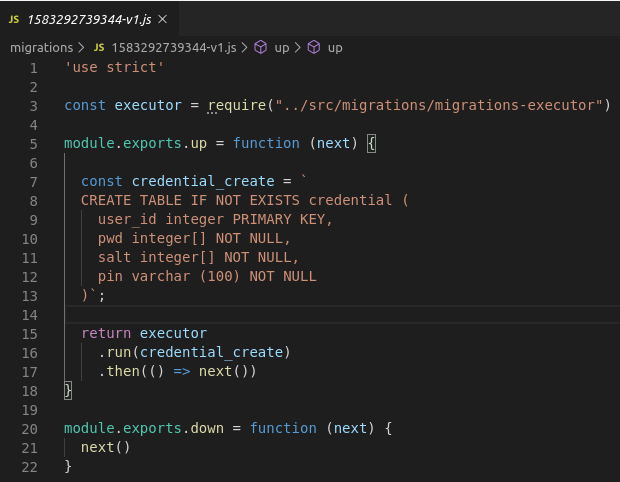 JS 1583292739344-v1.js ×
migrations > JS 1583292739344-v1.js > up > up
1 'use strict'
2
3 const executor = require("../src/migrations/migrations-executor")
4
5 module.exports.up = function (next) {
6
7 const credential_create = `
8 CREATE TABLE IF NOT EXISTS credential (
9 user_id integer PRIMARY KEY,
10 pwd integer[] NOT NULL,
11 salt integer[] NOT NULL,
12 pin varchar (100) NOT NULL
13 )`;
14
15 return executor
16 .run(credential_create)
17 .then(() => next())
18 }
19
20 module.exports.down = function (next) {
21 next()
22 }